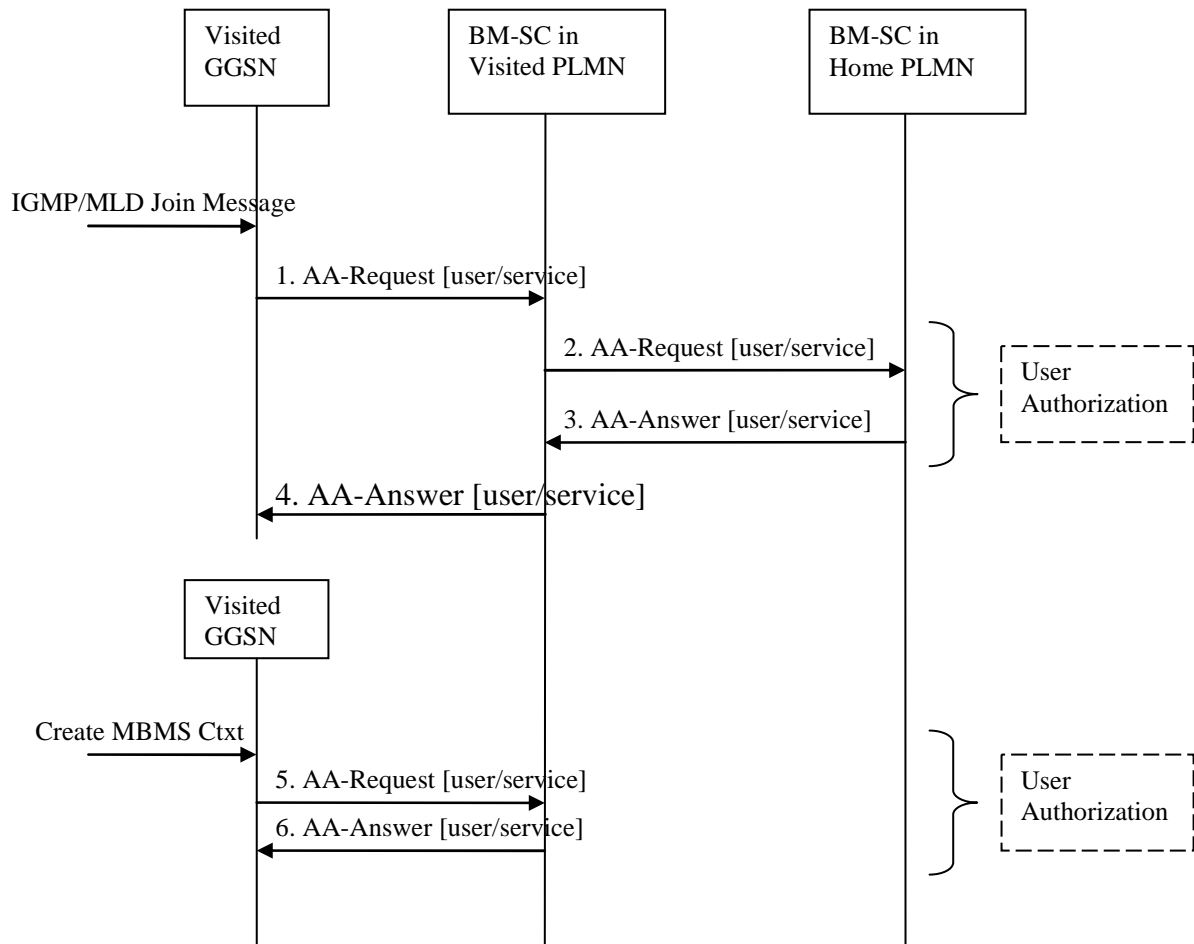 Visited
GGSN
BM-SC in
Visited PLMN
BM-SC in
Home PLMN
IGMP/MLD Join Message
1. AA-Request [user/service]
2. AA-Request [user/service]
3. AA-Answer [user/service]
User
Authorization
4. AA-Answer [user/service]
Visited
GGSN
Create MBMS Ctxt
5. AA-Request [user/service]
6. AA-Answer [user/service]
User
Authorization